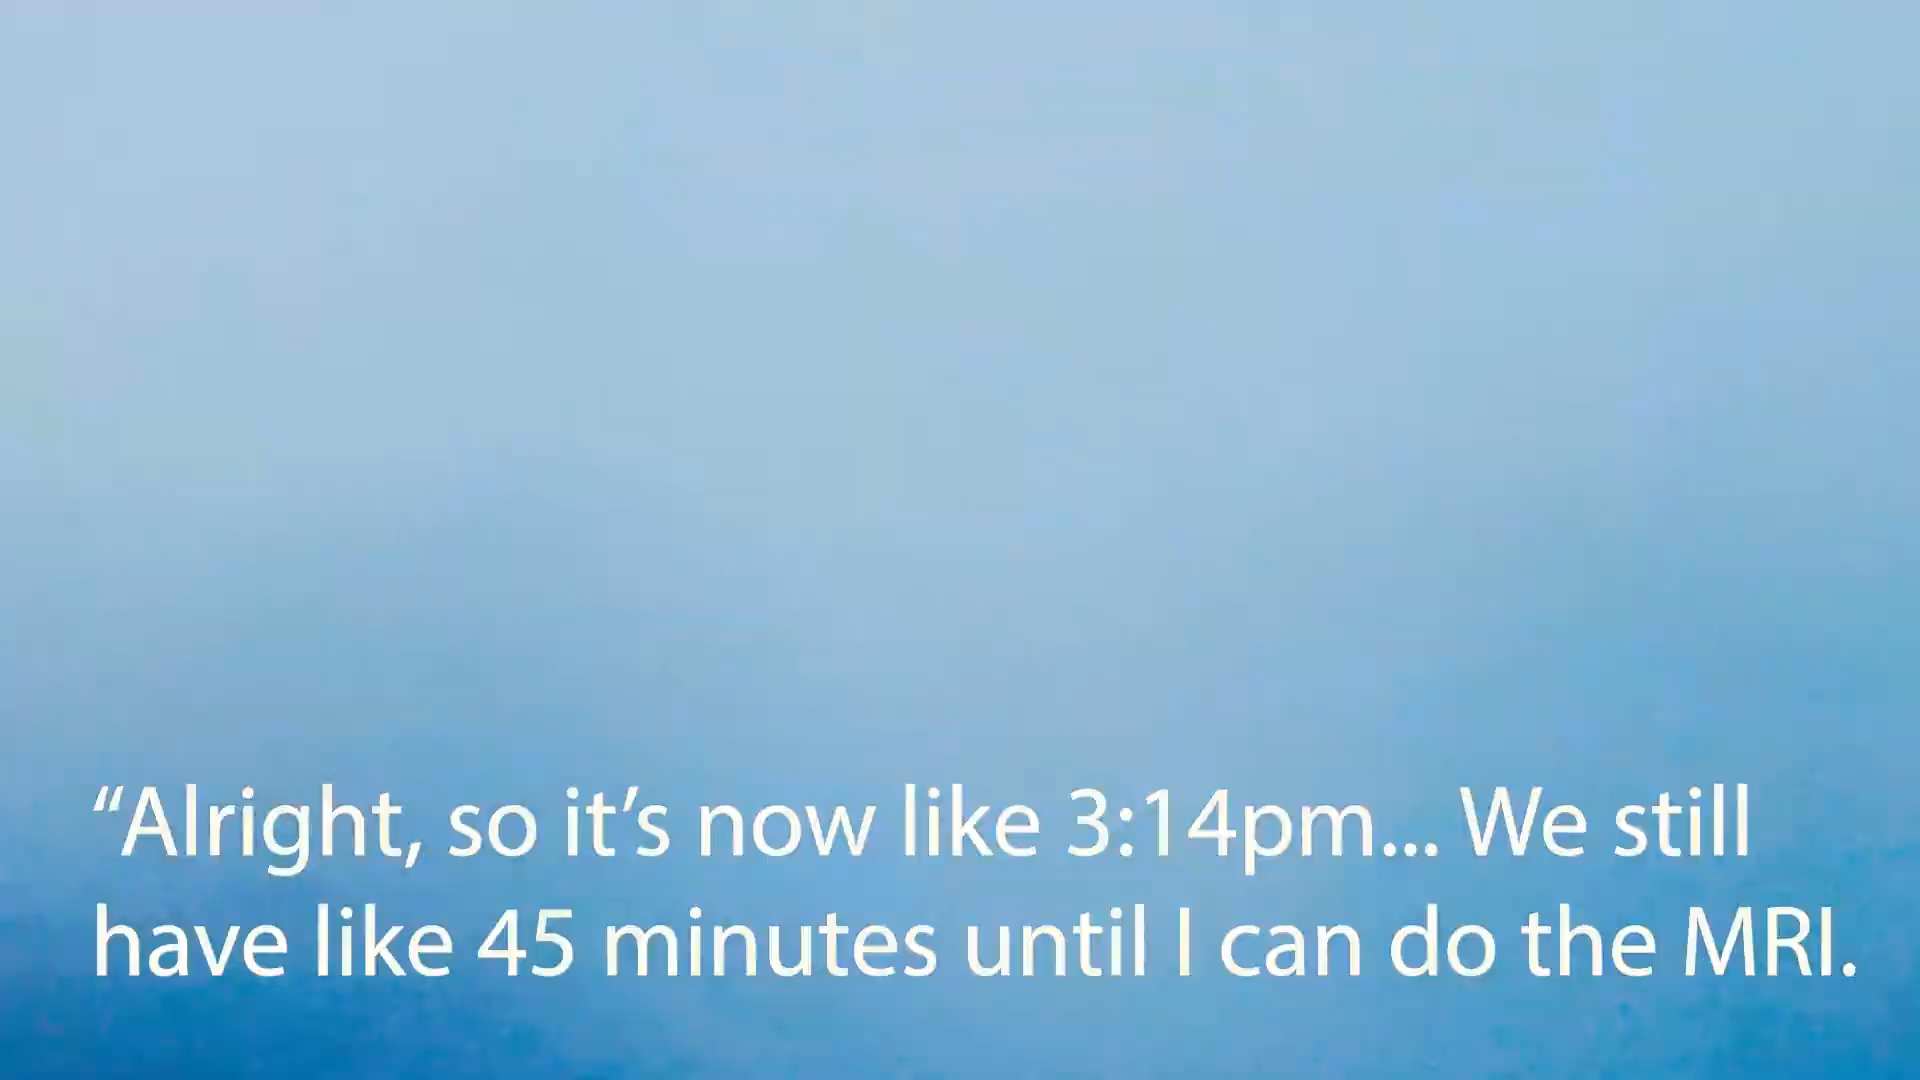 “Alright, so it’s now like 3:14pm... We still
have like 45 minutes until I can do the MRI.